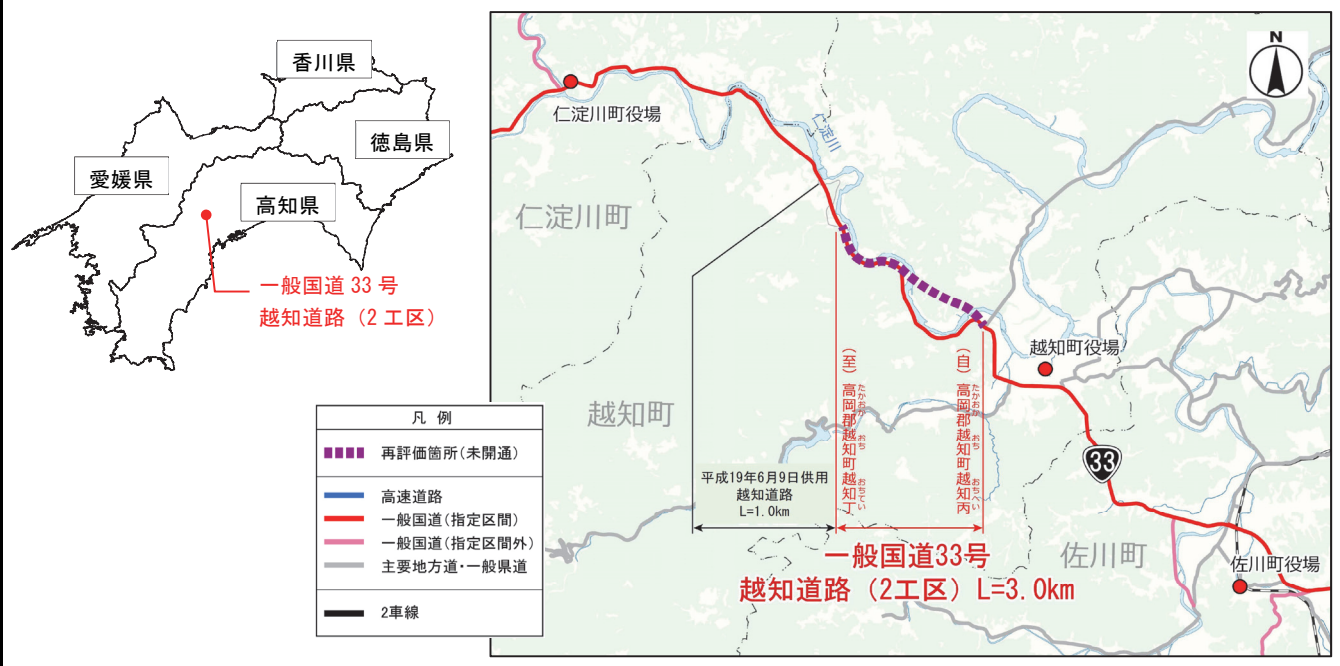 香川県
徳島県
愛媛県
高知県
一般国道 33 号
越知道路（2 工区）
凡 例
再評価箇所（未開通）
高速道路
一般国道（指定区間）
一般国道（指定区間外）
主要地方道・一般県道
2車線
N
仁淀川町役場
仁淀川
仁淀川町
越知町役場
越知町
33
（至）高岡郡越知町越知丁
たかおか おち おちてい
（自）高岡郡越知町越知丙
たかおか おち おちへい
平成19年6月9日供用
越知道路
L=1.0km
佐川町
佐川町役場
一般国道33号
越知道路（2工区）L=3.0km